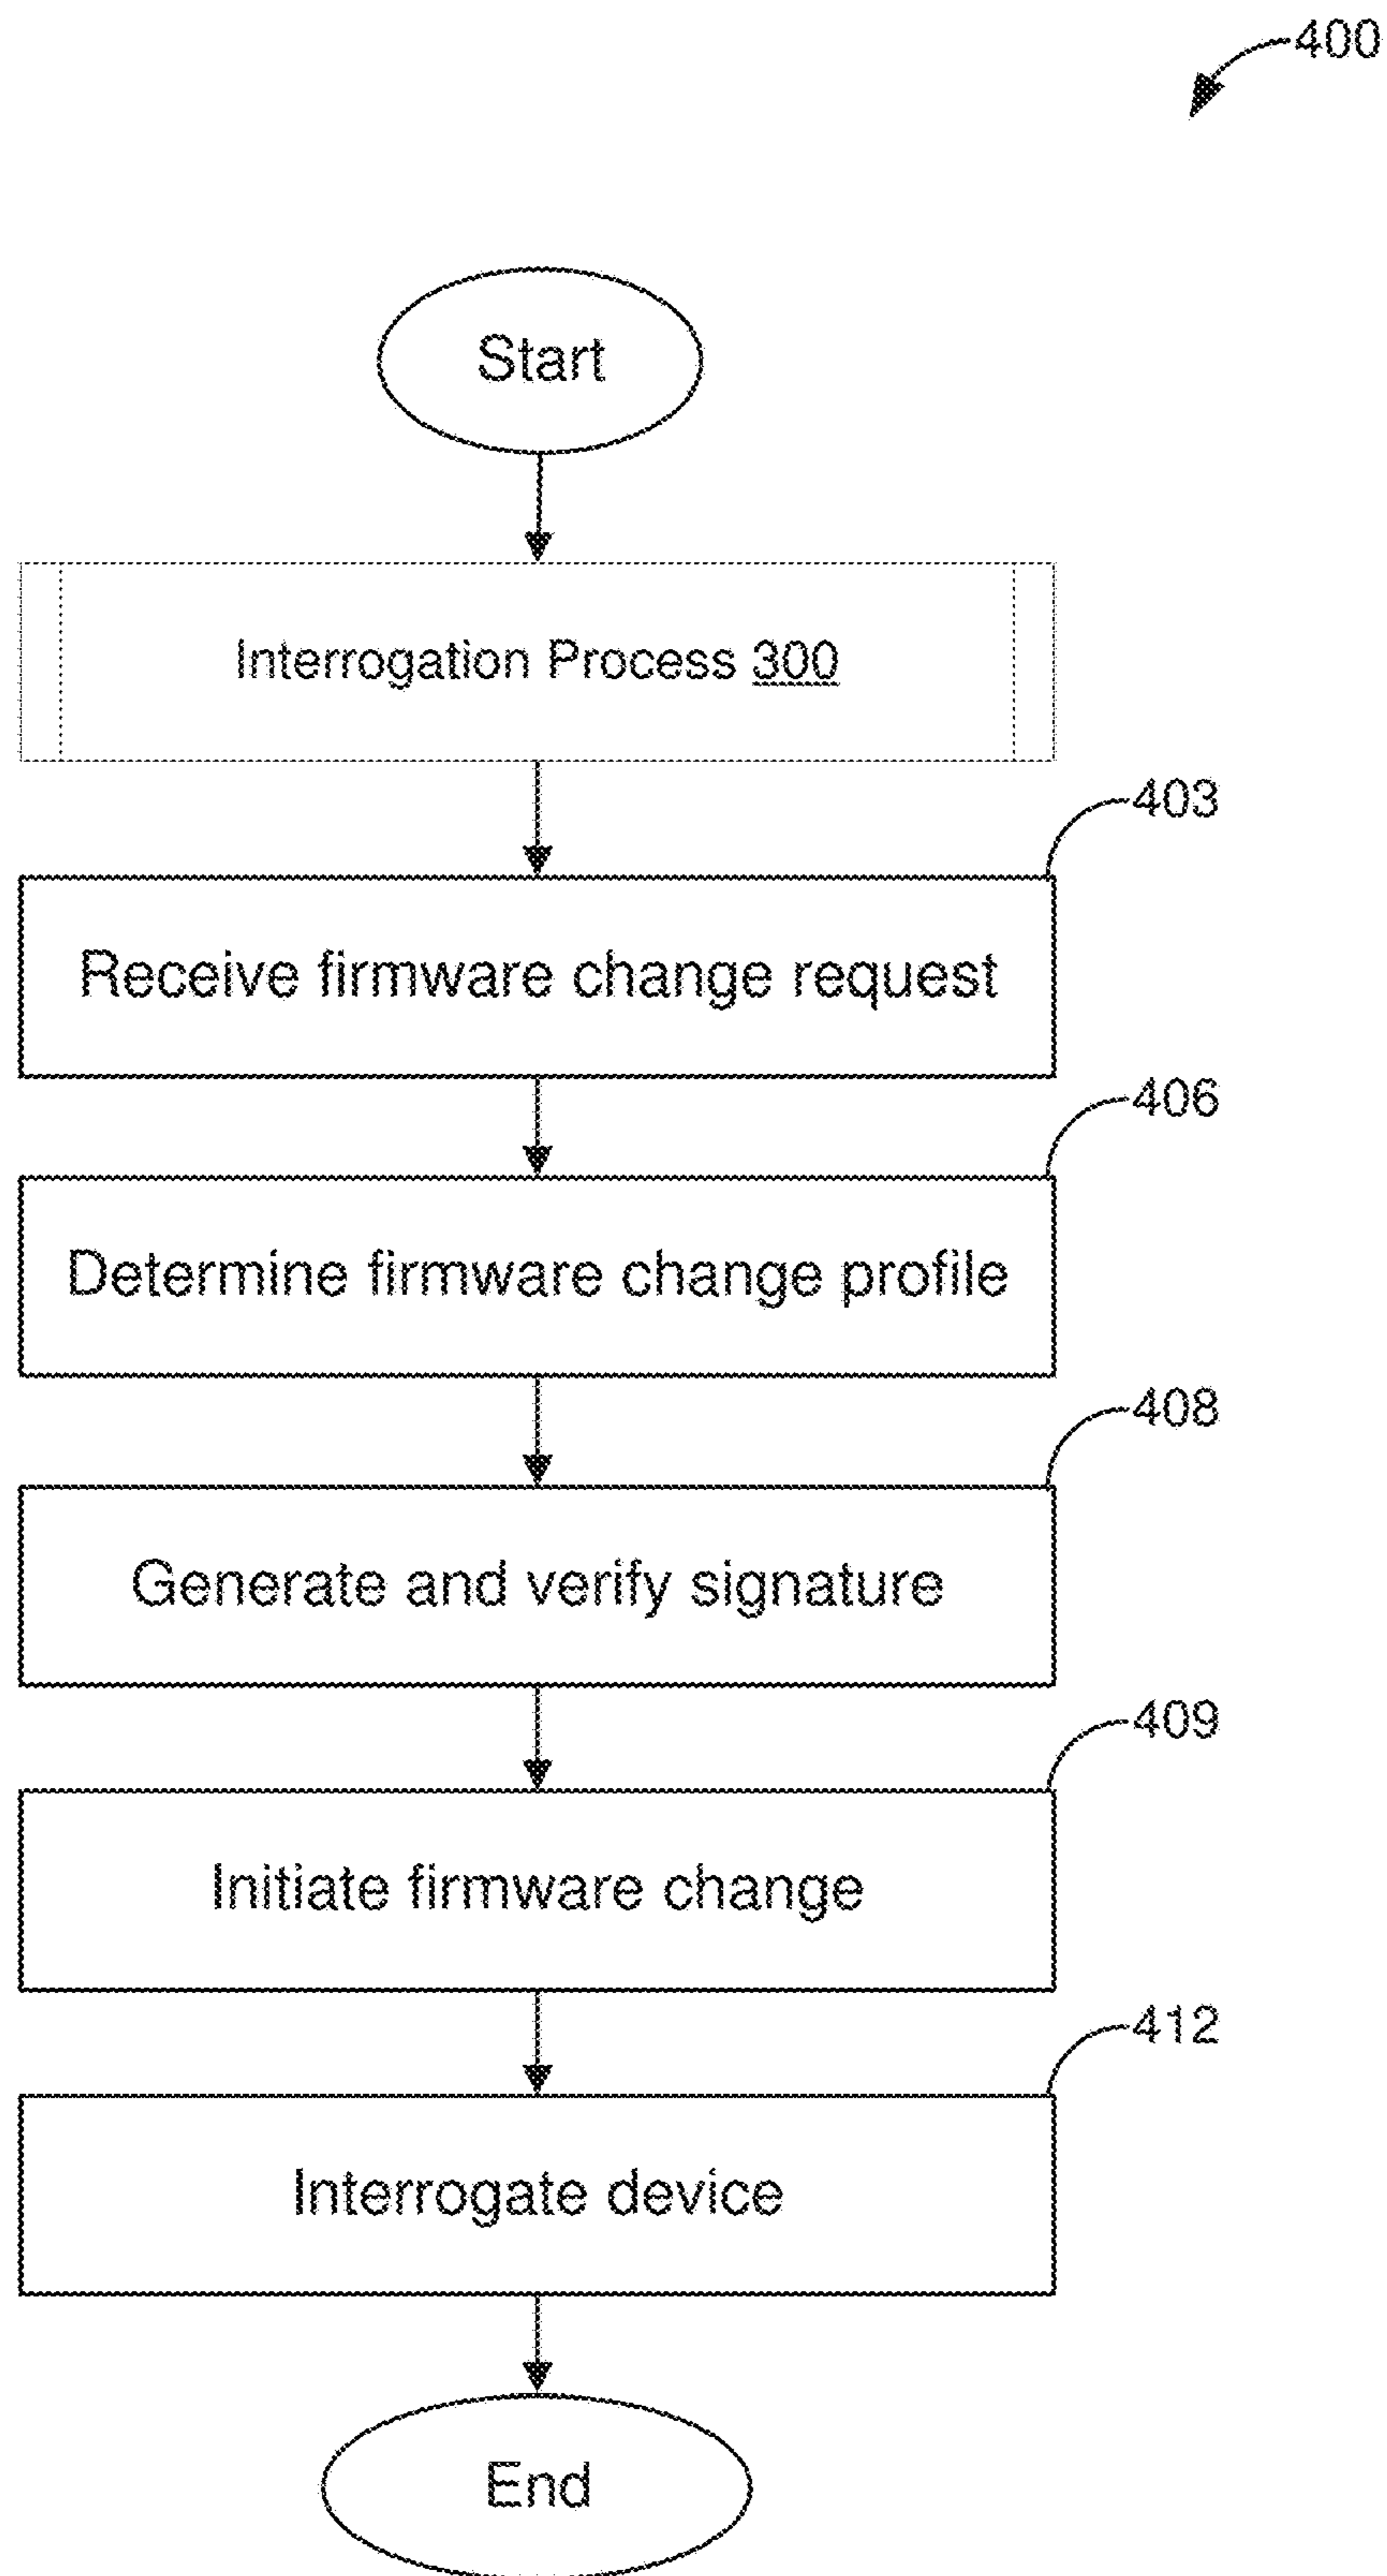 400
Start
Interrogation Process 300
403
Receive firmware change request
406
Determine firmware change profile
408
Generate and verify signature
409
Initiate firmware change
412
Interrogate device
End